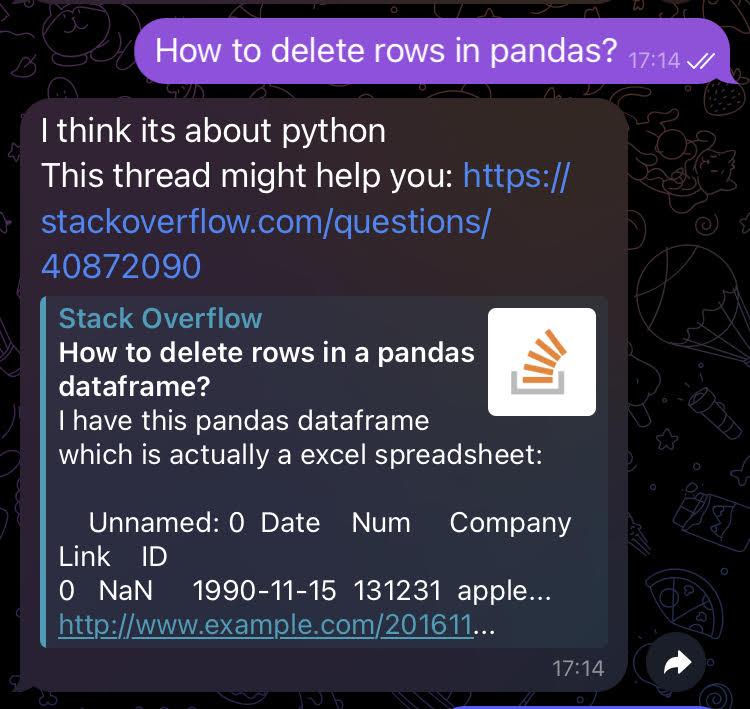 How to delete rows in pandas? 17:14
I think its about python
This thread might help you: https://
stackoverflow.com/questions/
40872090
Stack Overflow
How to delete rows in a pandas
dataframe?
I have this pandas dataframe
which is actually a excel spreadsheet:
Unnamed: 0 Date Num Company
Link ID
0 NaN 1990-11-15 131231 apple...
http://www.example.com/201611...
17:14